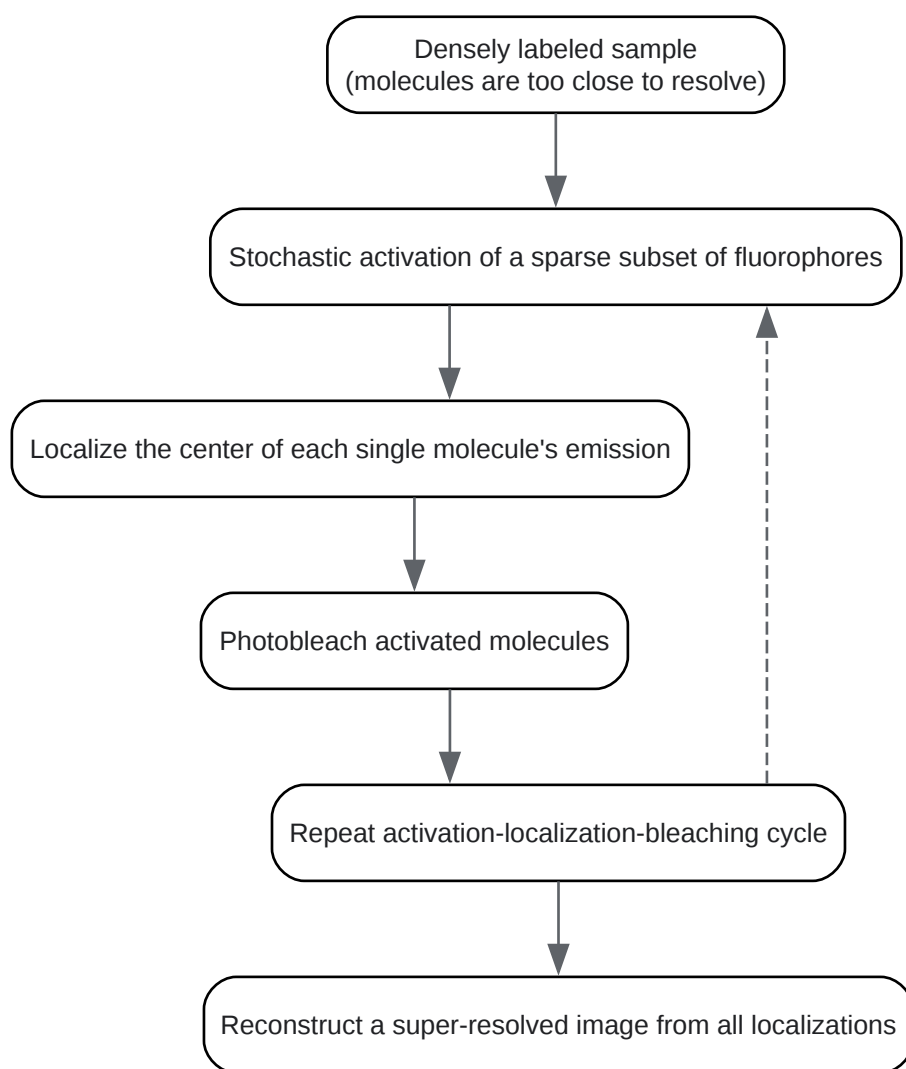 Densely labeled sample
(molecules are too close to resolve)
Stochastic activation of a sparse subset of fluorophores
Localize the center of each single molecule's emission
Photobleach activated molecules
Repeat activation-localization-bleaching cycle
Reconstruct a super-resolved image from all localizations